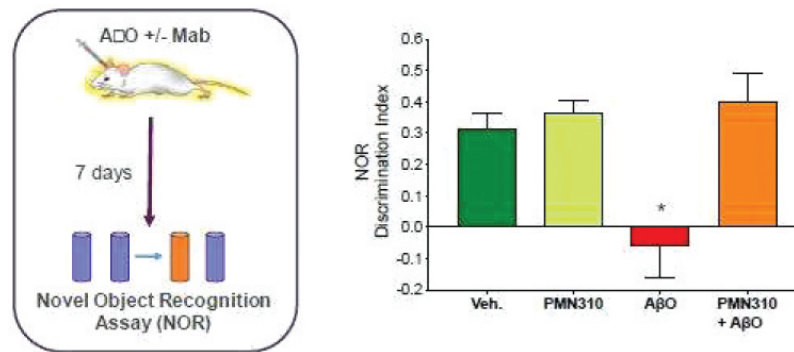 A□O +/- Mab
7 days
Novel Object Recognition
Assay (NOR)
NOR
Discrimination Index
0.6
0.5
0.4
0.3
0.2
0.1
0.0
-0.1
-0.2
*
Veh.
PMN310
AβO
PMN310
+ AβO